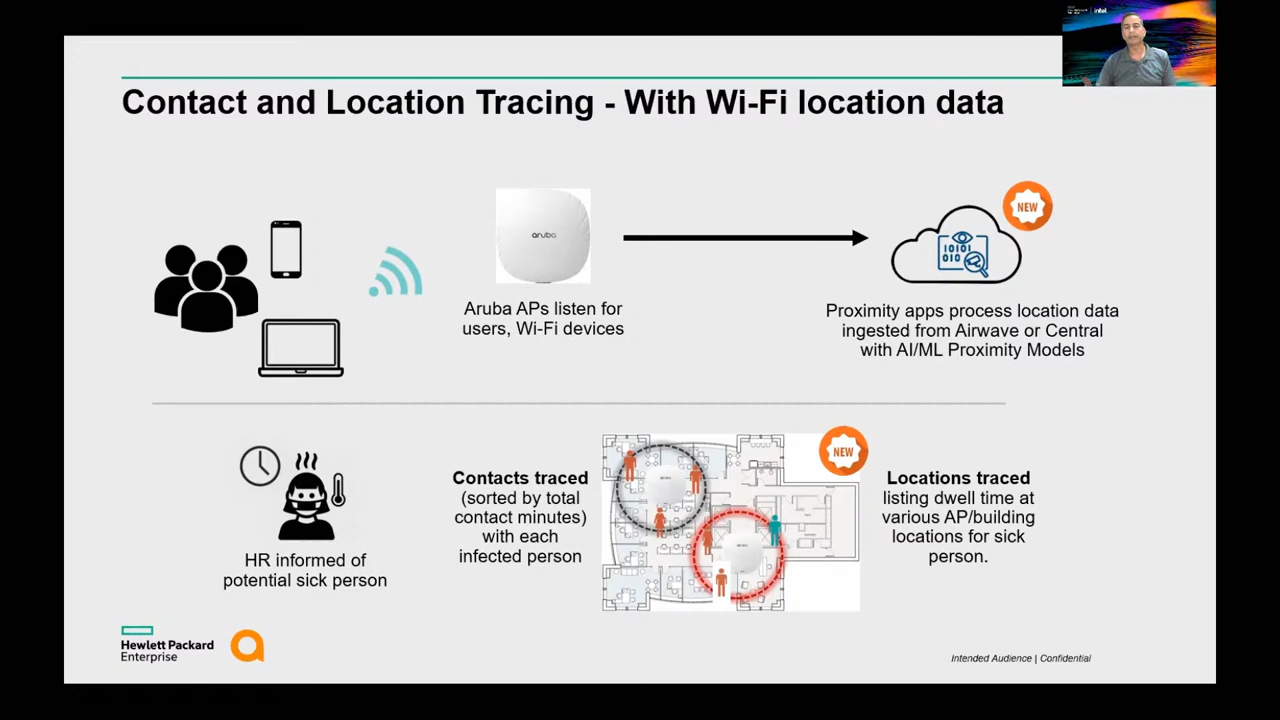 intel
Contact and Location Tracing - With Wi-Fi location data
aruba
NEW
Aruba APs listen for
users, Wi-Fi devices
Proximity apps process location data
ingested from Airwave or Central
with AI/ML Proximity Models
HR informed of
potential sick person
Contacts traced
(sorted by total
contact minutes)
with each
infected person
NEW
Locations traced
listing dwell time at
various AP/building
locations for sick
person.
Hewlett Packard
Enterprise
Intended Audience | Confidential